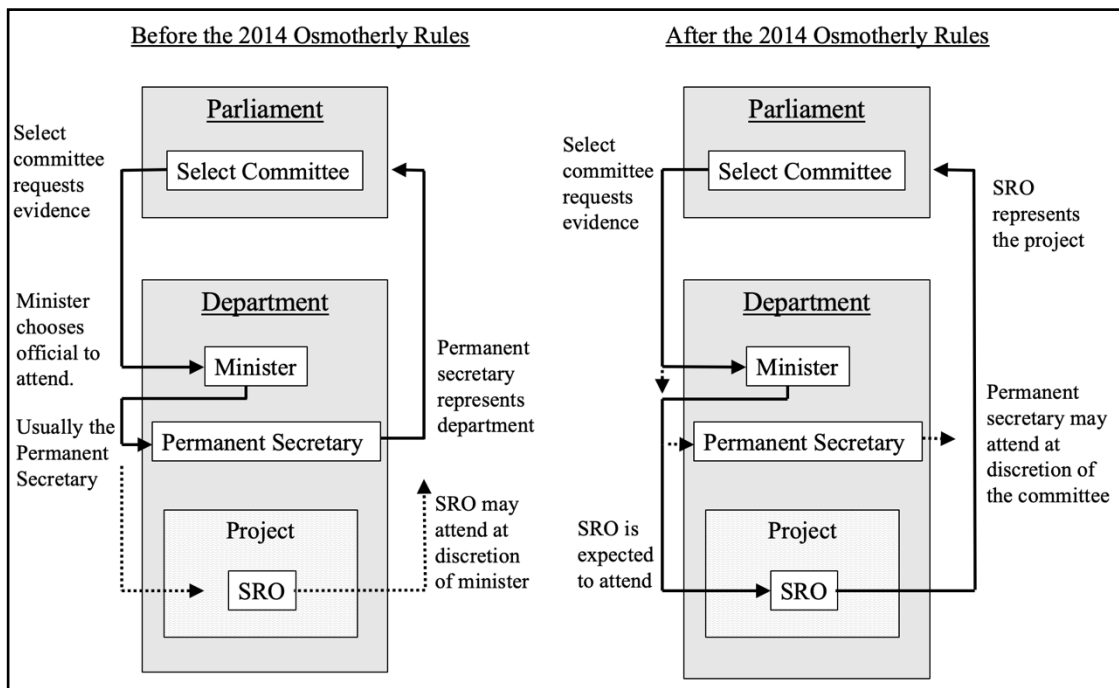 Before the 2014 Osmotherly Rules
Parliament
Select
committee
requests
evidence
Select Committee
Department
Minister
chooses
official to
attend.
Minister
Permanent
secretary
represents
department
Usually the
Permanent
Secretary
Permanent Secretary
Project
SRO
SRO may
attend at
discretion
of minister
After the 2014 Osmotherly Rules
Parliament
Select
committee
requests
evidence
Select Committee
SRO
represents
the project
Department
Minister
Permanent Secretary
Permanent
secretary may
attend at
discretion of
the committee
SRO is
expected
to attend
Project
SRO